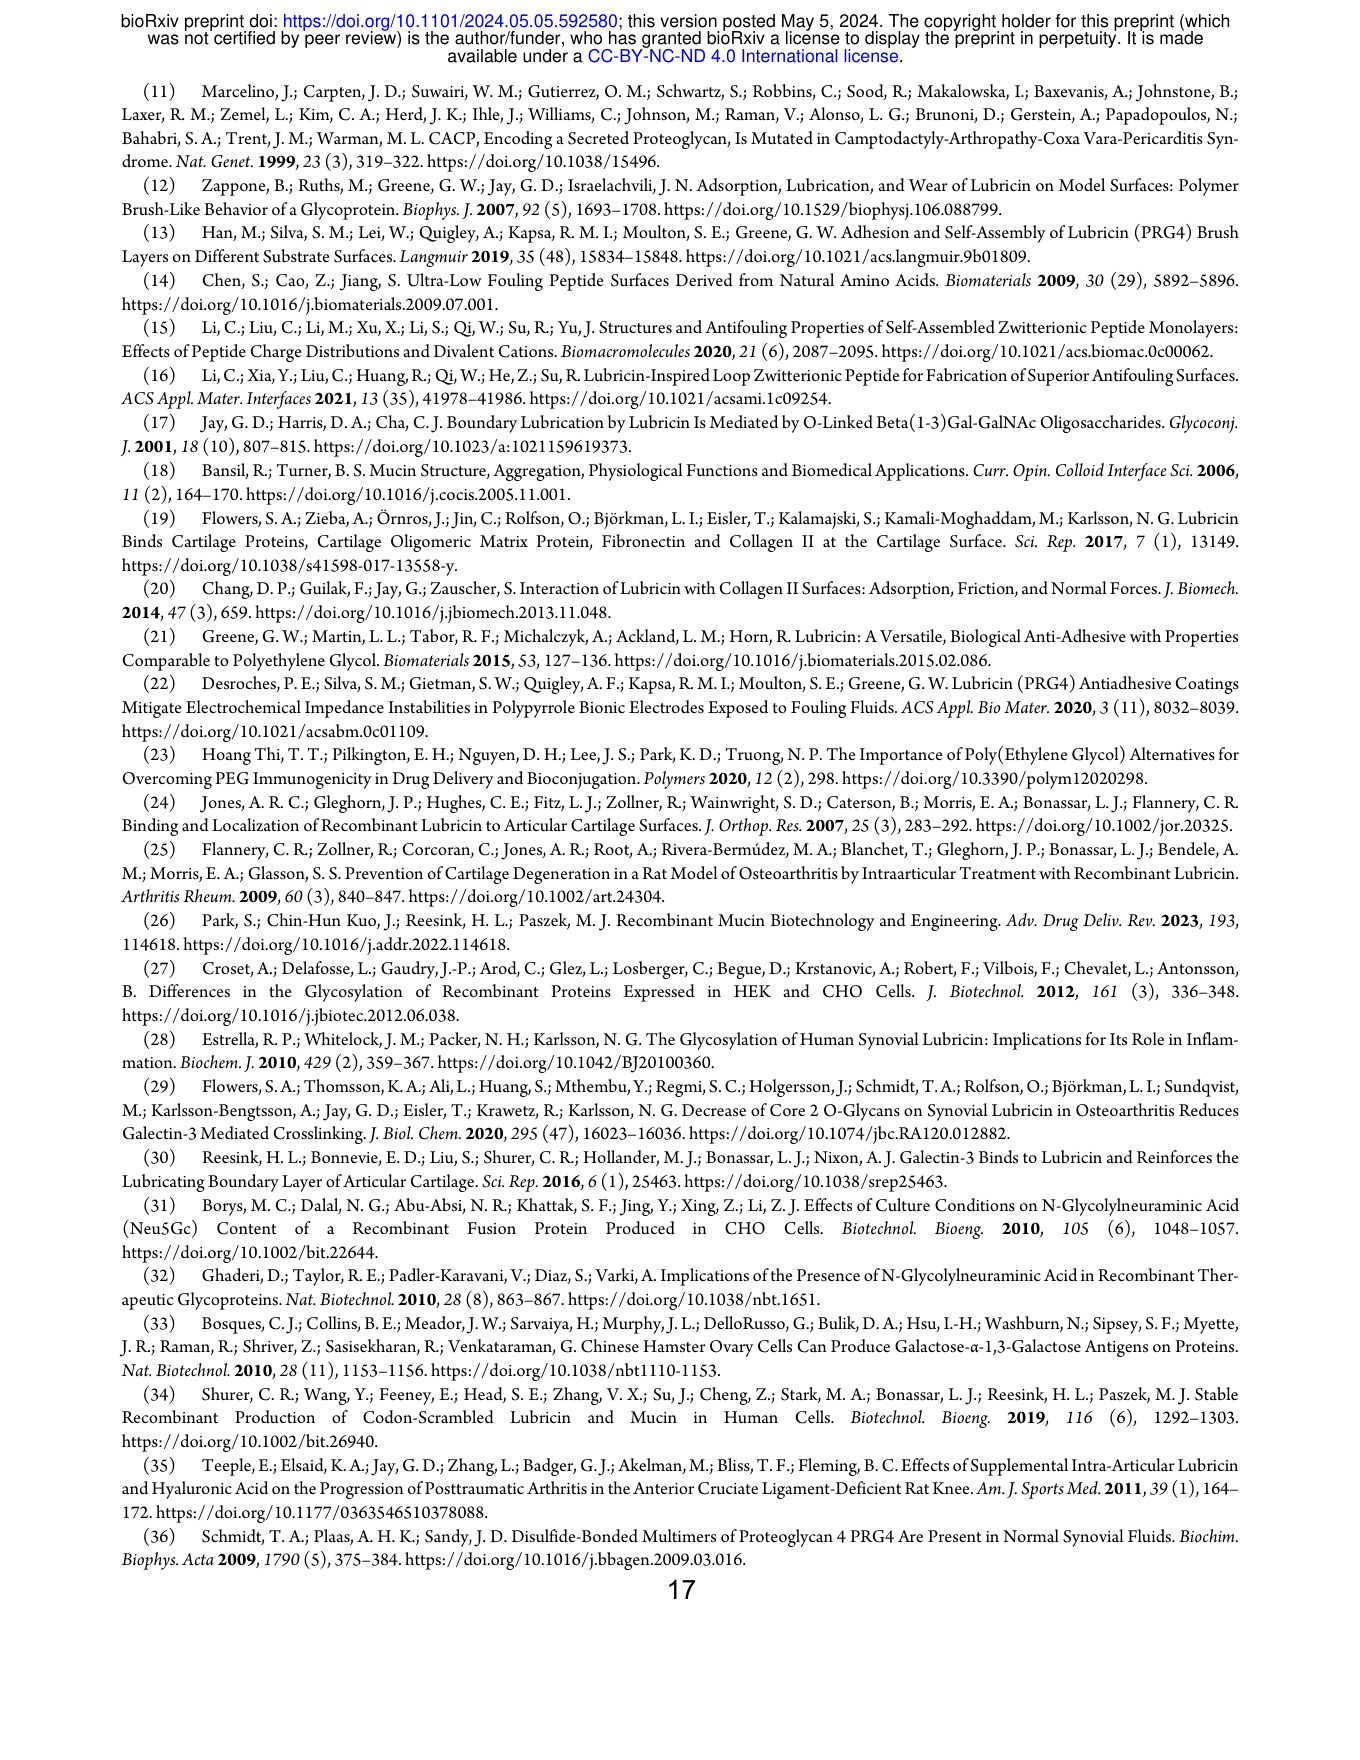 bioRxiv preprint doi: https://doi.org/10.1101/2024.05.05.592580; this version posted May 5, 2024. The copyright holder for this preprint (which
was not certified by peer review) is the author/funder, who has granted bioRxiv a license to display the preprint in perpetuity. It is made
available under a CC-BY-NC-ND 4.0 International license.
(11) Marcelino, J.; Carpten, J. D.; Suwairi, W. M.; Gutierrez, O. M.; Schwartz, S.; Robbins, C.; Sood, R.; Makalowska, I.; Baxevanis, A.; Johnstone, B.;
Laxer, R. M.; Zemel, L.; Kim, C. A.; Herd, J. K.; Ihle, J.; Williams, C.; Johnson, M.; Raman, V.; Alonso, L. G.; Brunoni, D.; Gerstein, A.; Papadopoulos, N.;
Bahabri, S. A.; Trent, J. M.; Warman, M. L. CACP, Encoding a Secreted Proteoglycan, Is Mutated in Camptodactyly-Arthropathy-Coxa Vara-Pericarditis Syn-
drome. Nat. Genet. 1999, 23 (3), 319–322. https://doi.org/10.1038/15496.
(12) Zappone, B.; Ruths, M.; Greene, G. W.; Jay, G. D.; Israelachvili, J. N. Adsorption, Lubrication, and Wear of Lubricin on Model Surfaces: Polymer
Brush-Like Behavior of a Glycoprotein. Biophys. J. 2007, 92 (5), 1693–1708. https://doi.org/10.1529/biophysj.106.088799.
(13) Han, M.; Silva, S. M.; Lei, W.; Quigley, A.; Kapsa, R. M. I.; Moulton, S. E.; Greene, G. W. Adhesion and Self-Assembly of Lubricin (PRG4) Brush
Layers on Different Substrate Surfaces. Langmuir 2019, 35 (48), 15834–15848. https://doi.org/10.1021/acs.langmuir.9b01809.
(14) Chen, S.; Cao, Z.; Jiang, S. Ultra-Low Fouling Peptide Surfaces Derived from Natural Amino Acids. Biomaterials 2009, 30 (29), 5892–5896.
https://doi.org/10.1016/j.biomaterials.2009.07.001.
(15) Li, C.; Liu, C.; Li, M.; Xu, X.; Li, S.; Qi, W.; Su, R.; Yu, J. Structures and Antifouling Properties of Self-Assembled Zwitterionic Peptide Monolayers:
Effects of Peptide Charge Distributions and Divalent Cations. Biomacromolecules 2020, 21 (6), 2087–2095. https://doi.org/10.1021/acs.biomac.0c00062.
(16) Li, C.; Xia, Y.; Liu, C.; Huang, R.; Qi, W.; He, Z.; Su, R. Lubricin-Inspired Loop Zwitterionic Peptide for Fabrication of Superior Antifouling Surfaces.
ACS Appl. Mater. Interfaces 2021, 13 (35), 41978–41986. https://doi.org/10.1021/acsami.1c09254.
(17) Jay, G. D.; Harris, D. A.; Cha, C. J. Boundary Lubrication by Lubricin Is Mediated by O-Linked Beta(1-3)Gal-GalNAc Oligosaccharides. Glycoconj.
J. 2001, 18 (10), 807–815. https://doi.org/10.1023/a:1021159619373.
(18) Bansil, R.; Turner, B. S. Mucin Structure, Aggregation, Physiological Functions and Biomedical Applications. Curr. Opin. Colloid Interface Sci. 2006,
11 (2), 164–170. https://doi.org/10.1016/j.cocis.2005.11.001.
(19) Flowers, S. A.; Zieba, A.; Örnros, J.; Jin, C.; Rolfson, O.; Björkman, L. I.; Eisler, T.; Kalamajski, S.; Kamali-Moghaddam, M.; Karlsson, N. G. Lubricin
Binds Cartilage Proteins, Cartilage Oligomeric Matrix Protein, Fibronectin and Collagen II at the Cartilage Surface. Sci. Rep. 2017, 7 (1), 13149.
https://doi.org/10.1038/s41598-017-13558-y.
(20) Chang, D. P.; Guilak, F.; Jay, G.; Zauscher, S. Interaction of Lubricin with Collagen II Surfaces: Adsorption, Friction, and Normal Forces. J. Biomech.
2014, 47 (3), 659. https://doi.org/10.1016/j.jbiomech.2013.11.048.
(21) Greene, G. W.; Martin, L. L.; Tabor, R. F.; Michalczyk, A.; Ackland, L. M.; Horn, R. Lubricin: A Versatile, Biological Anti-Adhesive with Properties
Comparable to Polyethylene Glycol. Biomaterials 2015, 53, 127–136. https://doi.org/10.1016/j.biomaterials.2015.02.086.
(22) Desroches, P. E.; Silva, S. M.; Gietman, S. W.; Quigley, A. F.; Kapsa, R. M. I.; Moulton, S. E.; Greene, G. W. Lubricin (PRG4) Antiadhesive Coatings
Mitigate Electrochemical Impedance Instabilities in Polypyrrole Bionic Electrodes Exposed to Fouling Fluids. ACS Appl. Bio Mater. 2020, 3 (11), 8032–8039.
https://doi.org/10.1021/acsabm.0c01109.
(23) Hoang Thi, T. T.; Pilkington, E. H.; Nguyen, D. H.; Lee, J. S.; Park, K. D.; Truong, N. P. The Importance of Poly(Ethylene Glycol) Alternatives for
Overcoming PEG Immunogenicity in Drug Delivery and Bioconjugation. Polymers 2020, 12 (2), 298. https://doi.org/10.3390/polym12020298.
(24) Jones, A. R. C.; Gleghorn, J. P.; Hughes, C. E.; Fitz, L. J.; Zollner, R.; Wainwright, S. D.; Caterson, B.; Morris, E. A.; Bonassar, L. J.; Flannery, C. R.
Binding and Localization of Recombinant Lubricin to Articular Cartilage Surfaces. J. Orthop. Res. 2007, 25 (3), 283–292. https://doi.org/10.1002/jor.20325.
(25) Flannery, C. R.; Zollner, R.; Corcoran, C.; Jones, A. R.; Root, A.; Rivera-Bermúdez, M. A.; Blanchet, T.; Gleghorn, J. P.; Bonassar, L. J.; Bendele, A.
M.; Morris, E. A.; Glasson, S. S. Prevention of Cartilage Degeneration in a Rat Model of Osteoarthritis by Intraarticular Treatment with Recombinant Lubricin.
Arthritis Rheum. 2009, 60 (3), 840–847. https://doi.org/10.1002/art.24304.
(26) Park, S.; Chin-Hun Kuo, J.; Reesink, H. L.; Paszek, M. J. Recombinant Mucin Biotechnology and Engineering. Adv. Drug Deliv. Rev. 2023, 193,
114618. https://doi.org/10.1016/j.addr.2022.114618.
(27) Croset, A.; Delafosse, L.; Gaudry, J.-P.; Arod, C.; Glez, L.; Losberger, C.; Begue, D.; Krstanovic, A.; Robert, F.; Vilbois, F.; Chevalet, L.; Antonsson,
B. Differences in the Glycosylation of Recombinant Proteins Expressed in HEK and CHO Cells. J. Biotechnol. 2012, 161 (3), 336–348.
https://doi.org/10.1016/j.jbiotec.2012.06.038.
(28) Estrella, R. P.; Whitelock, J. M.; Packer, N. H.; Karlsson, N. G. The Glycosylation of Human Synovial Lubricin: Implications for Its Role in Inflam-
mation. Biochem. J. 2010, 429 (2), 359–367. https://doi.org/10.1042/BJ20100360.
(29) Flowers, S. A.; Thomsson, K. A.; Ali, L.; Huang, S.; Mthembu, Y.; Regmi, S. C.; Holgersson, J.; Schmidt, T. A.; Rolfson, O.; Björkman, L. I.; Sundqvist,
M.; Karlsson-Bengtsson, A.; Jay, G. D.; Eisler, T.; Krawetz, R.; Karlsson, N. G. Decrease of Core 2 O-Glycans on Synovial Lubricin in Osteoarthritis Reduces
Galectin-3 Mediated Crosslinking. J. Biol. Chem. 2020, 295 (47), 16023–16036. https://doi.org/10.1074/jbc.RA120.012882.
(30) Reesink, H. L.; Bonnevie, E. D.; Liu, S.; Shurer, C. R.; Hollander, M. J.; Bonassar, L. J.; Nixon, A. J. Galectin-3 Binds to Lubricin and Reinforces the
Lubricating Boundary Layer of Articular Cartilage. Sci. Rep. 2016, 6 (1), 25463. https://doi.org/10.1038/srep25463.
(31) Borys, M. C.; Dalal, N. G.; Abu-Absi, N. R.; Khattak, S. F.; Jing, Y.; Xing, Z.; Li, Z. J. Effects of Culture Conditions on N-Glycolylneuraminic Acid
(Neu5Gc) Content of a Recombinant Fusion Protein Produced in CHO Cells. Biotechnol. Bioeng. 2010, 105 (6), 1048–1057.
https://doi.org/10.1002/bit.22644.
(32) Ghaderi, D.; Taylor, R. E.; Padler-Karavani, V.; Diaz, S.; Varki, A. Implications of the Presence of N-Glycolylneuraminic Acid in Recombinant Ther-
apeutic Glycoproteins. Nat. Biotechnol. 2010, 28 (8), 863–867. https://doi.org/10.1038/nbt.1651.
(33) Bosques, C. J.; Collins, B. E.; Meador, J. W.; Sarvaiya, H.; Murphy, J. L.; DelloRusso, G.; Bulik, D. A.; Hsu, I.-H.; Washburn, N.; Sipsey, S. F.; Myette,
J. R.; Raman, R.; Shriver, Z.; Sasisekharan, R.; Venkataraman, G. Chinese Hamster Ovary Cells Can Produce Galactose-α-1,3-Galactose Antigens on Proteins.
Nat. Biotechnol. 2010, 28 (11), 1153–1156. https://doi.org/10.1038/nbt1110-1153.
(34) Shurer, C. R.; Wang, Y.; Feeney, E.; Head, S. E.; Zhang, V. X.; Su, J.; Cheng, Z.; Stark, M. A.; Bonassar, L. J.; Reesink, H. L.; Paszek, M. J. Stable
Recombinant Production of Codon-Scrambled Lubricin and Mucin in Human Cells. Biotechnol. Bioeng. 2019, 116 (6), 1292–1303.
https://doi.org/10.1002/bit.26940.
(35) Teeple, E.; Elsaid, K. A.; Jay, G. D.; Zhang, L.; Badger, G. J.; Akelman, M.; Bliss, T. F.; Fleming, B. C. Effects of Supplemental Intra-Articular Lubricin
and Hyaluronic Acid on the Progression of Posttraumatic Arthritis in the Anterior Cruciate Ligament-Deficient Rat Knee. Am. J. Sports Med. 2011, 39 (1), 164–
172. https://doi.org/10.1177/0363546510378088.
(36) Schmidt, T. A.; Plaas, A. H. K.; Sandy, J. D. Disulfide-Bonded Multimers of Proteoglycan 4 PRG4 Are Present in Normal Synovial Fluids. Biochim.
Biophys. Acta 2009, 1790 (5), 375–384. https://doi.org/10.1016/j.bbagen.2009.03.016.
17